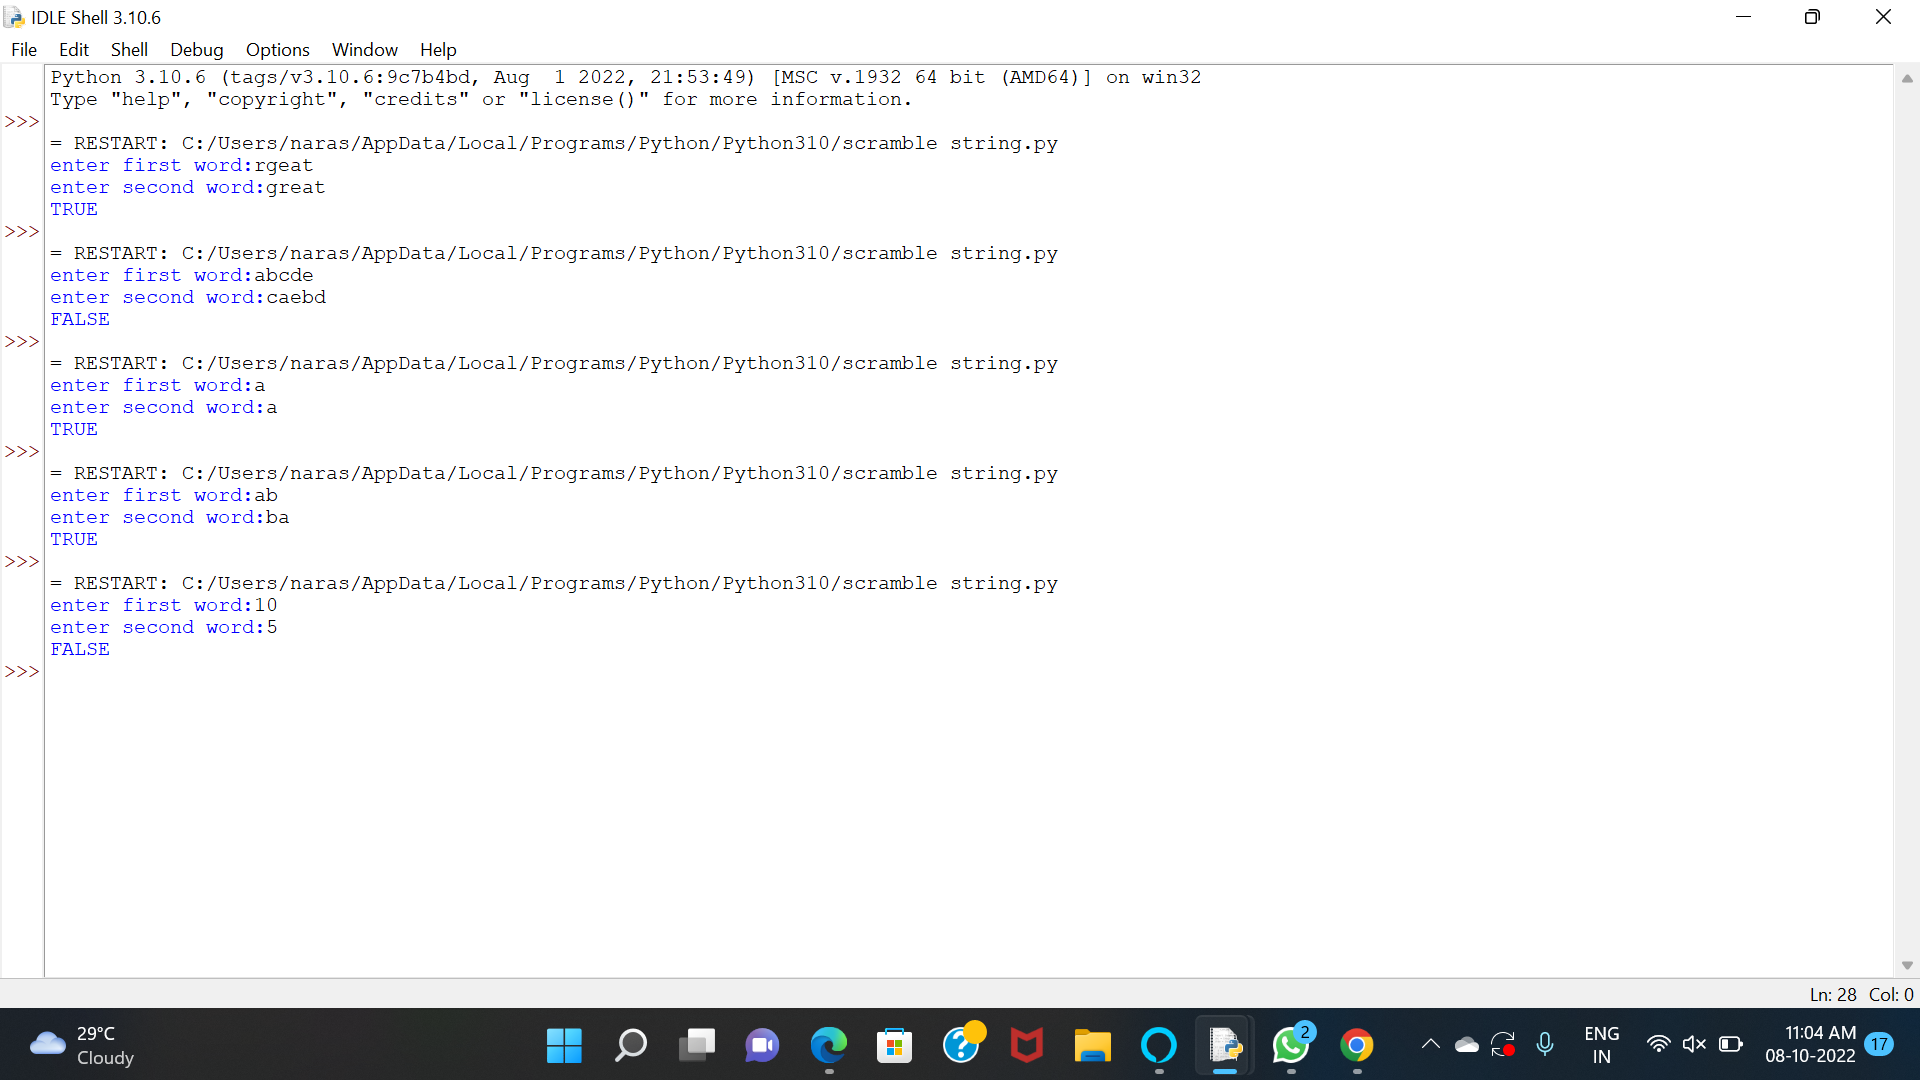 IDLE Shell 3.10.6
File Edit Shell Debug Options Window Help
Python 3.10.6 (tags/v3.10.6:9c7b4bd, Aug  1 2022, 21:53:49) [MSC v.1932 64 bit (AMD64)] on win32
Type "help", "copyright", "credits" or "license()" for more information.
>>>
= RESTART: C:/Users/naras/AppData/Local/Programs/Python/Python310/scramble string.py
enter first word:rgeat
enter second word:great
TRUE
>>>
= RESTART: C:/Users/naras/AppData/Local/Programs/Python/Python310/scramble string.py
enter first word:abcde
enter second word:caebd
FALSE
>>>
= RESTART: C:/Users/naras/AppData/Local/Programs/Python/Python310/scramble string.py
enter first word:a
enter second word:a
TRUE
>>>
= RESTART: C:/Users/naras/AppData/Local/Programs/Python/Python310/scramble string.py
enter first word:ab
enter second word:ba
TRUE
>>>
= RESTART: C:/Users/naras/AppData/Local/Programs/Python/Python310/scramble string.py
enter first word:10
enter second word:5
FALSE
>>>
Ln: 28 Col: 0
29°C
Cloudy
2
ENG
IN
11:04 AM
08-10-2022
17